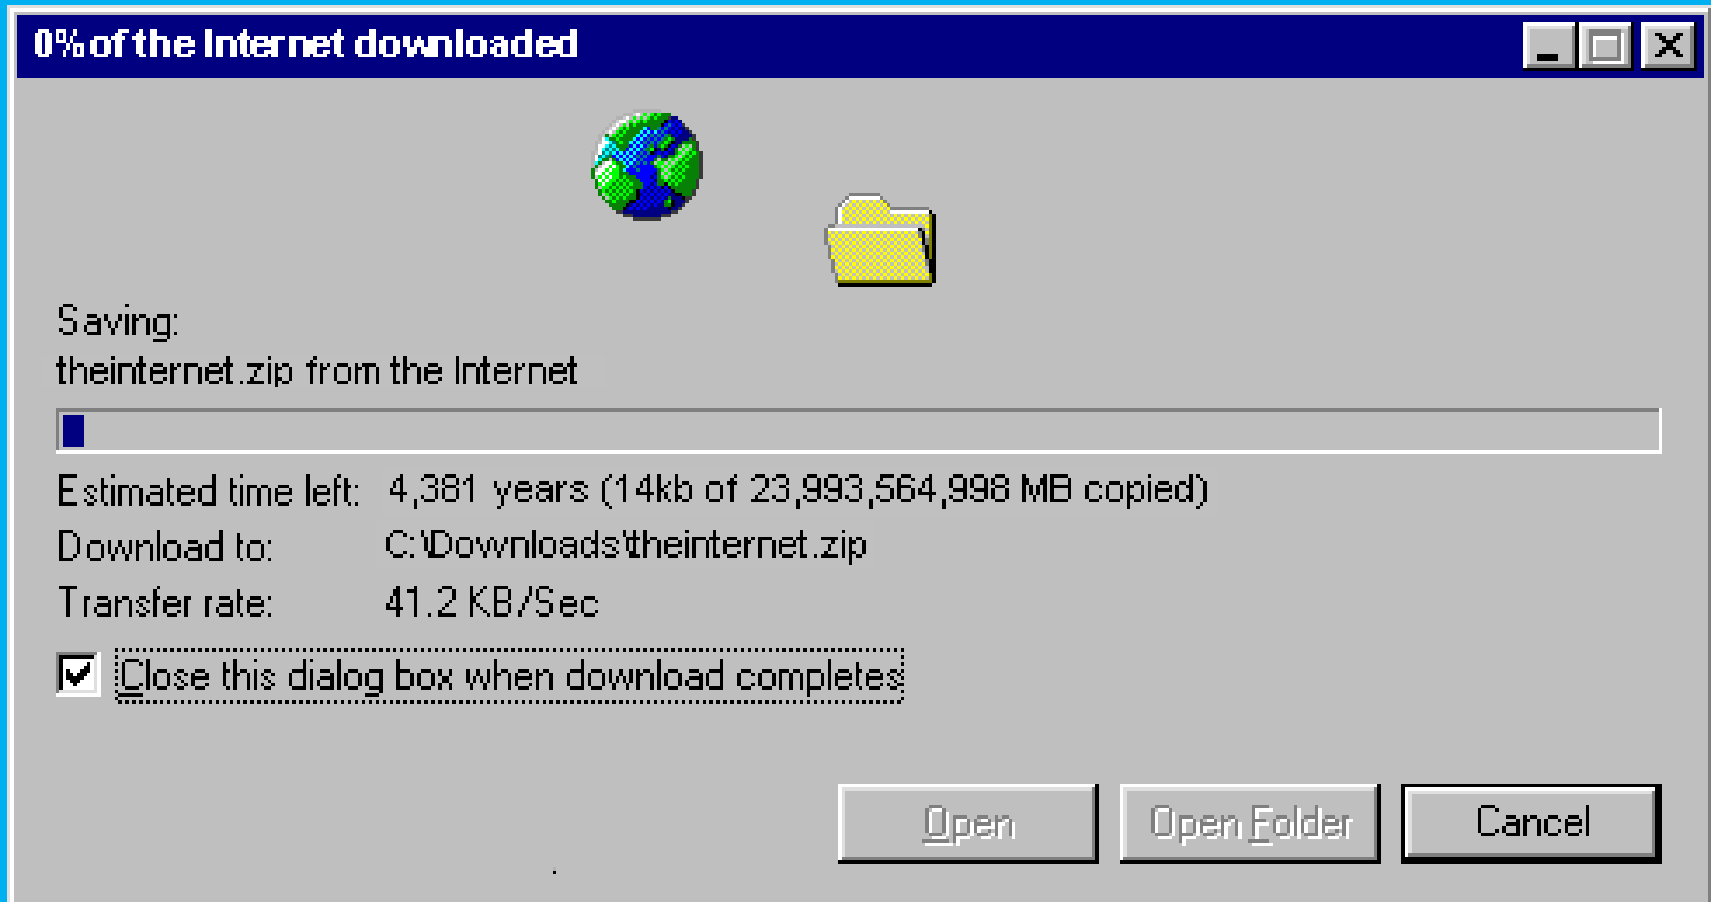 0% of the Internet downloaded
Saving:
theinternet.zip from the Internet
Estimated time left: 4,381 years (14kb of 23,993,564,998 MB copied)
Download to: C:\Downloads\theinternet.zip
Transfer rate: 41.2 KB/Sec
Close this dialog box when download completes
Open Open Folder Cancel